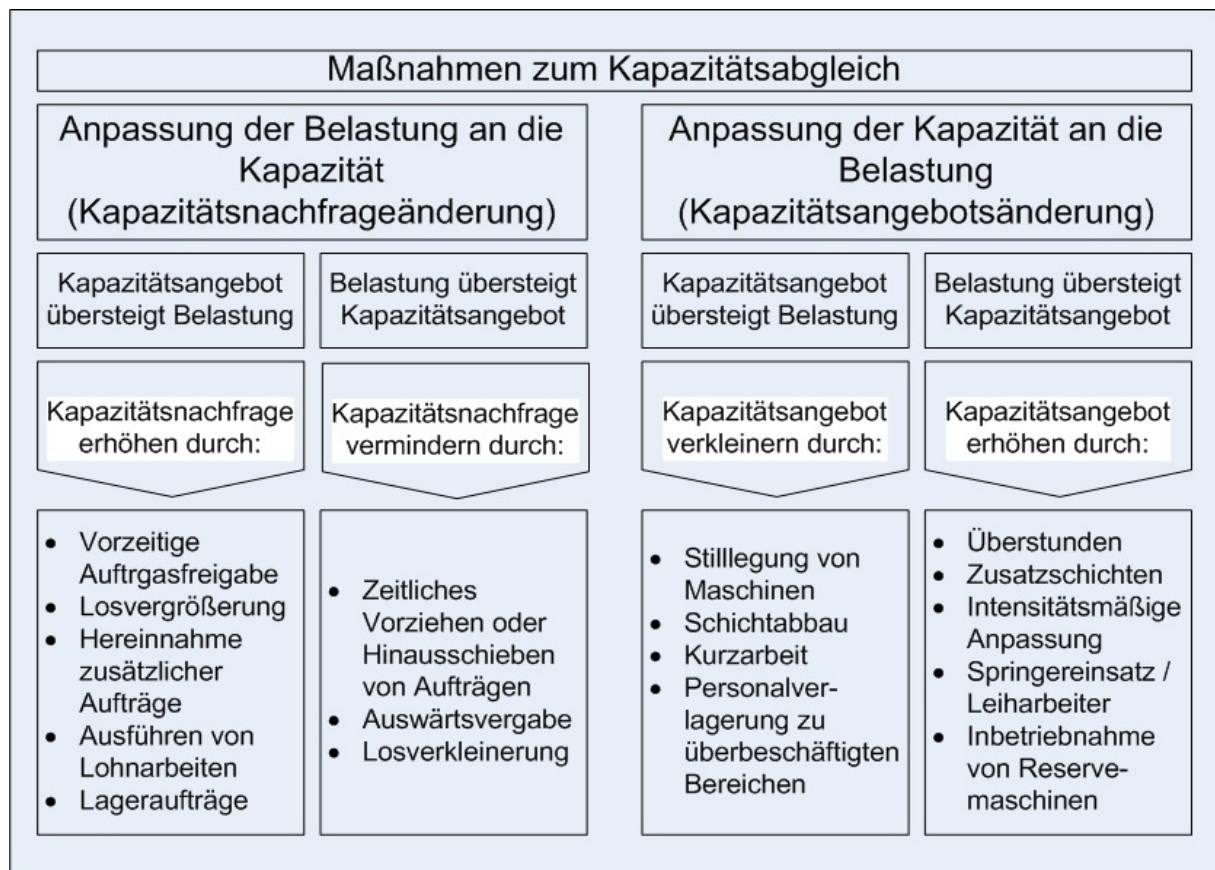 Maßnahmen zum Kapazitätsabgleich
Anpassung der Belastung an die
Kapazität
(Kapazitätsnachfrageänderung)
Anpassung der Kapazität an die
Belastung
(Kapazitätsangebotsänderung)
Kapazitätsangebot
übersteigt Belastung
Belastung übersteigt
Kapazitätsangebot
Kapazitätsangebot
übersteigt Belastung
Belastung übersteigt
Kapazitätsangebot
Kapazitätsnachfrage
erhöhen durch:
Kapazitätsnachfrage
vermindern durch:
Kapazitätsangebot
verkleinern durch:
Kapazitätsangebot
erhöhen durch:
• Vorzeitige
Auftrgasfreigabe
• Losvergrößerung
• Hereinnahme
zusätzlicher
Aufträge
• Ausführen von
Lohnarbeiten
• Lageraufträge
• Zeitliches
Vorziehen oder
Hinausschieben
von Aufträgen
• Auswärtsvergabe
• Losverkleinerung
• Stilllegung von
Maschinen
• Schichtabbau
• Kurzarbeit
• Personalver-
lagerung zu
überbeschäftigten
Bereichen
• Überstunden
• Zusatzschichten
• Intensitätsmäßige
Anpassung
• Springereinsatz /
Leiharbeiter
• Inbetriebnahme
von Reserve-
maschinen